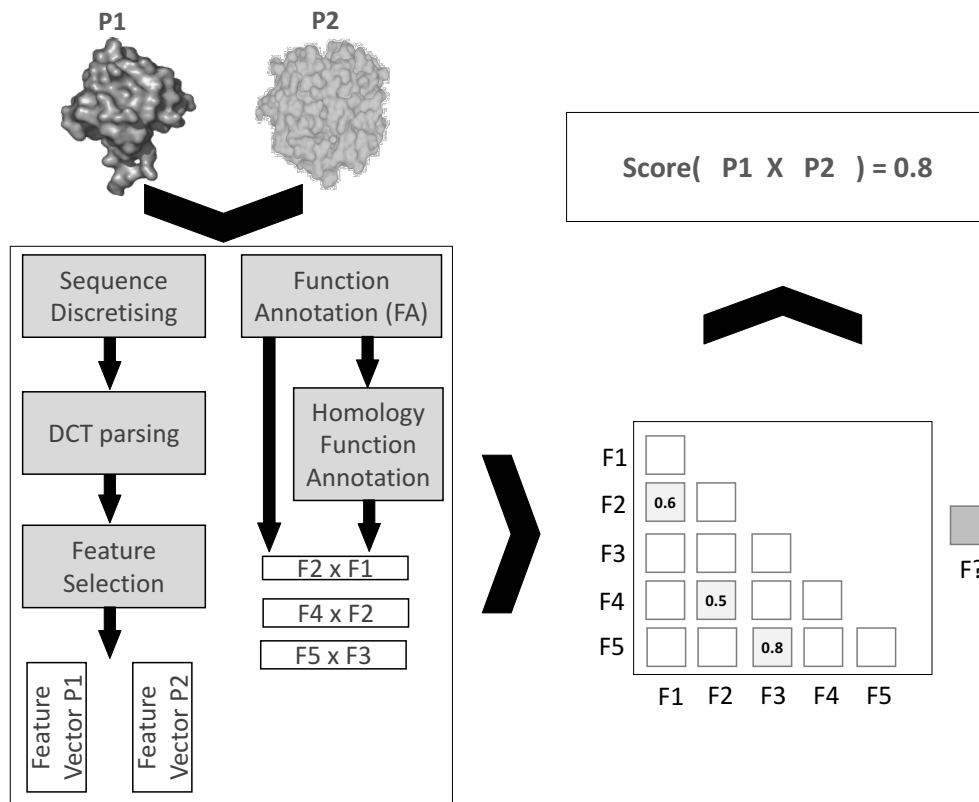 P1
P2
Score( P1 X P2 ) = 0.8
Sequence
Discretising
Function
Annotation (FA)
DCT parsing
Homology
Function
Annotation
Feature
Selection
F2 x F1
F4 x F2
F5 x F3
Feature
Vector P1
Feature
Vector P2
F1
F2
0.6
F3
F4
0.5
F5
0.8
F1
F2
F3
F4
F5
F?